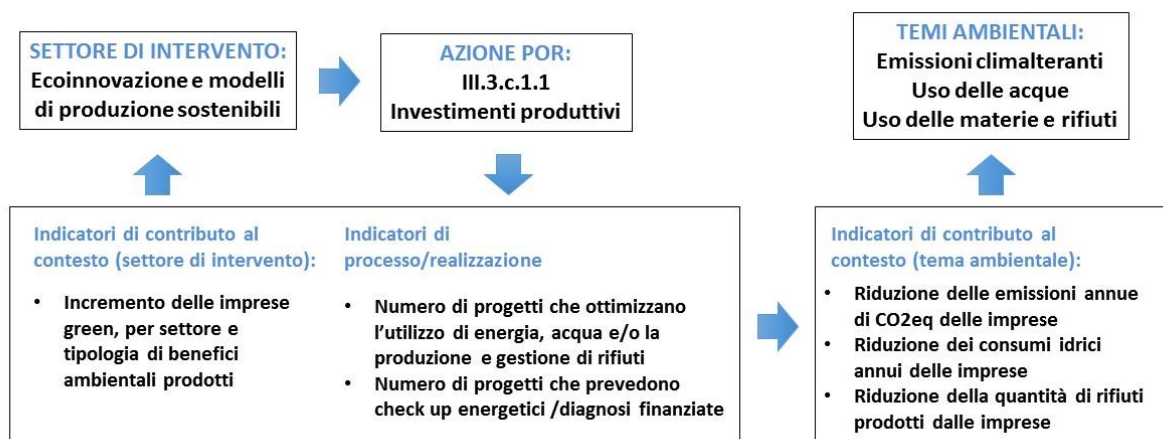 SETTORE DI INTERVENTO:
Ecoinnovazione e modelli
di produzione sostenibili
AZIONE POR:
III.3.c.1.1
Investimenti produttivi
TEMI AMBIENTALI:
Emissioni climalteranti
Uso delle acque
Uso delle materie e rifiuti
Indicatori di contributo al
contesto (settore di intervento):
• Incremento delle imprese
green, per settore e
tipologia di benefici
ambientali prodotti
Indicatori di
processo/realizzazione
• Numero di progetti che ottimizzano
l'utilizzo di energia, acqua e/o la
produzione e gestione di rifiuti
• Numero di progetti che prevedono
check up energetici /diagnosi finanziate
Indicatori di contributo al
contesto (tema ambientale):
• Riduzione delle emissioni annue
di CO2eq delle imprese
• Riduzione dei consumi idrici
annui delle imprese
• Riduzione della quantità di rifiuti
prodotti dalle imprese